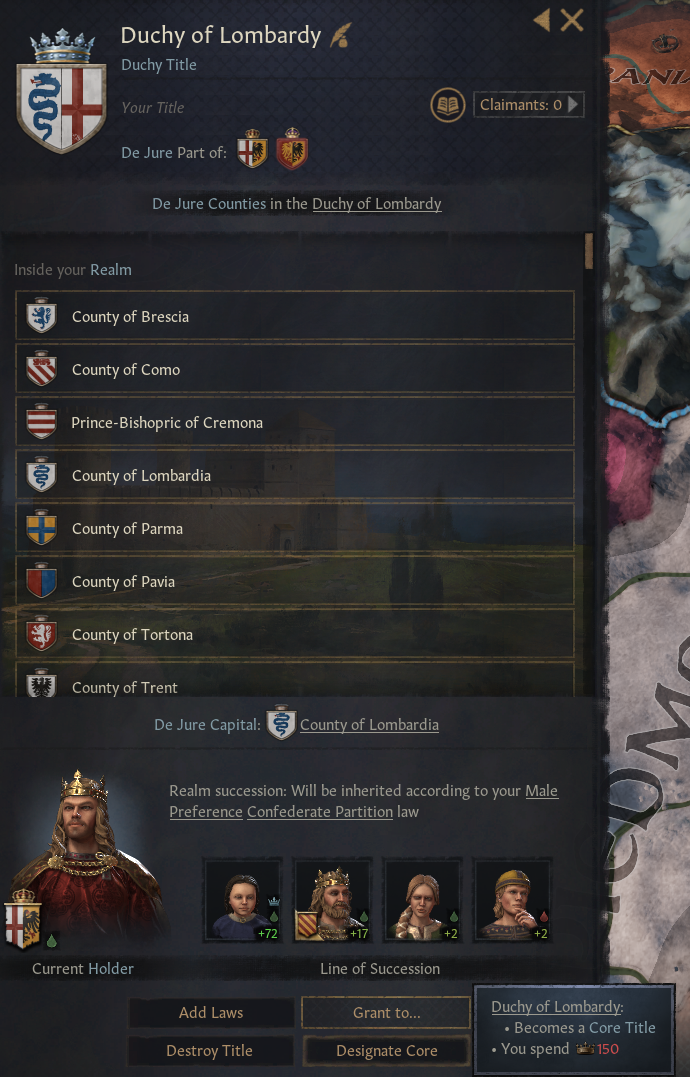 Duchy of Lombardy
Duchy Title
Your Title
Claimants: 0
De Jure Part of:
De Jure Counties in the Duchy of Lombardy
Inside your Realm
County of Brescia
County of Como
Prince-Bishopric of Cremona
County of Lombardia
County of Parma
County of Pavia
County of Tortona
County of Trent
De Jure Capital: County of Lombardia
Realm succession: Will be inherited according to your Male
Preference Confederate Partition law
+72
+17
+2
+2
Current Holder
Line of Succession
Add Laws
Grant to...
Destroy Title
Designate Core
Duchy of Lombardy:
• Becomes a Core Title
• You spend 150